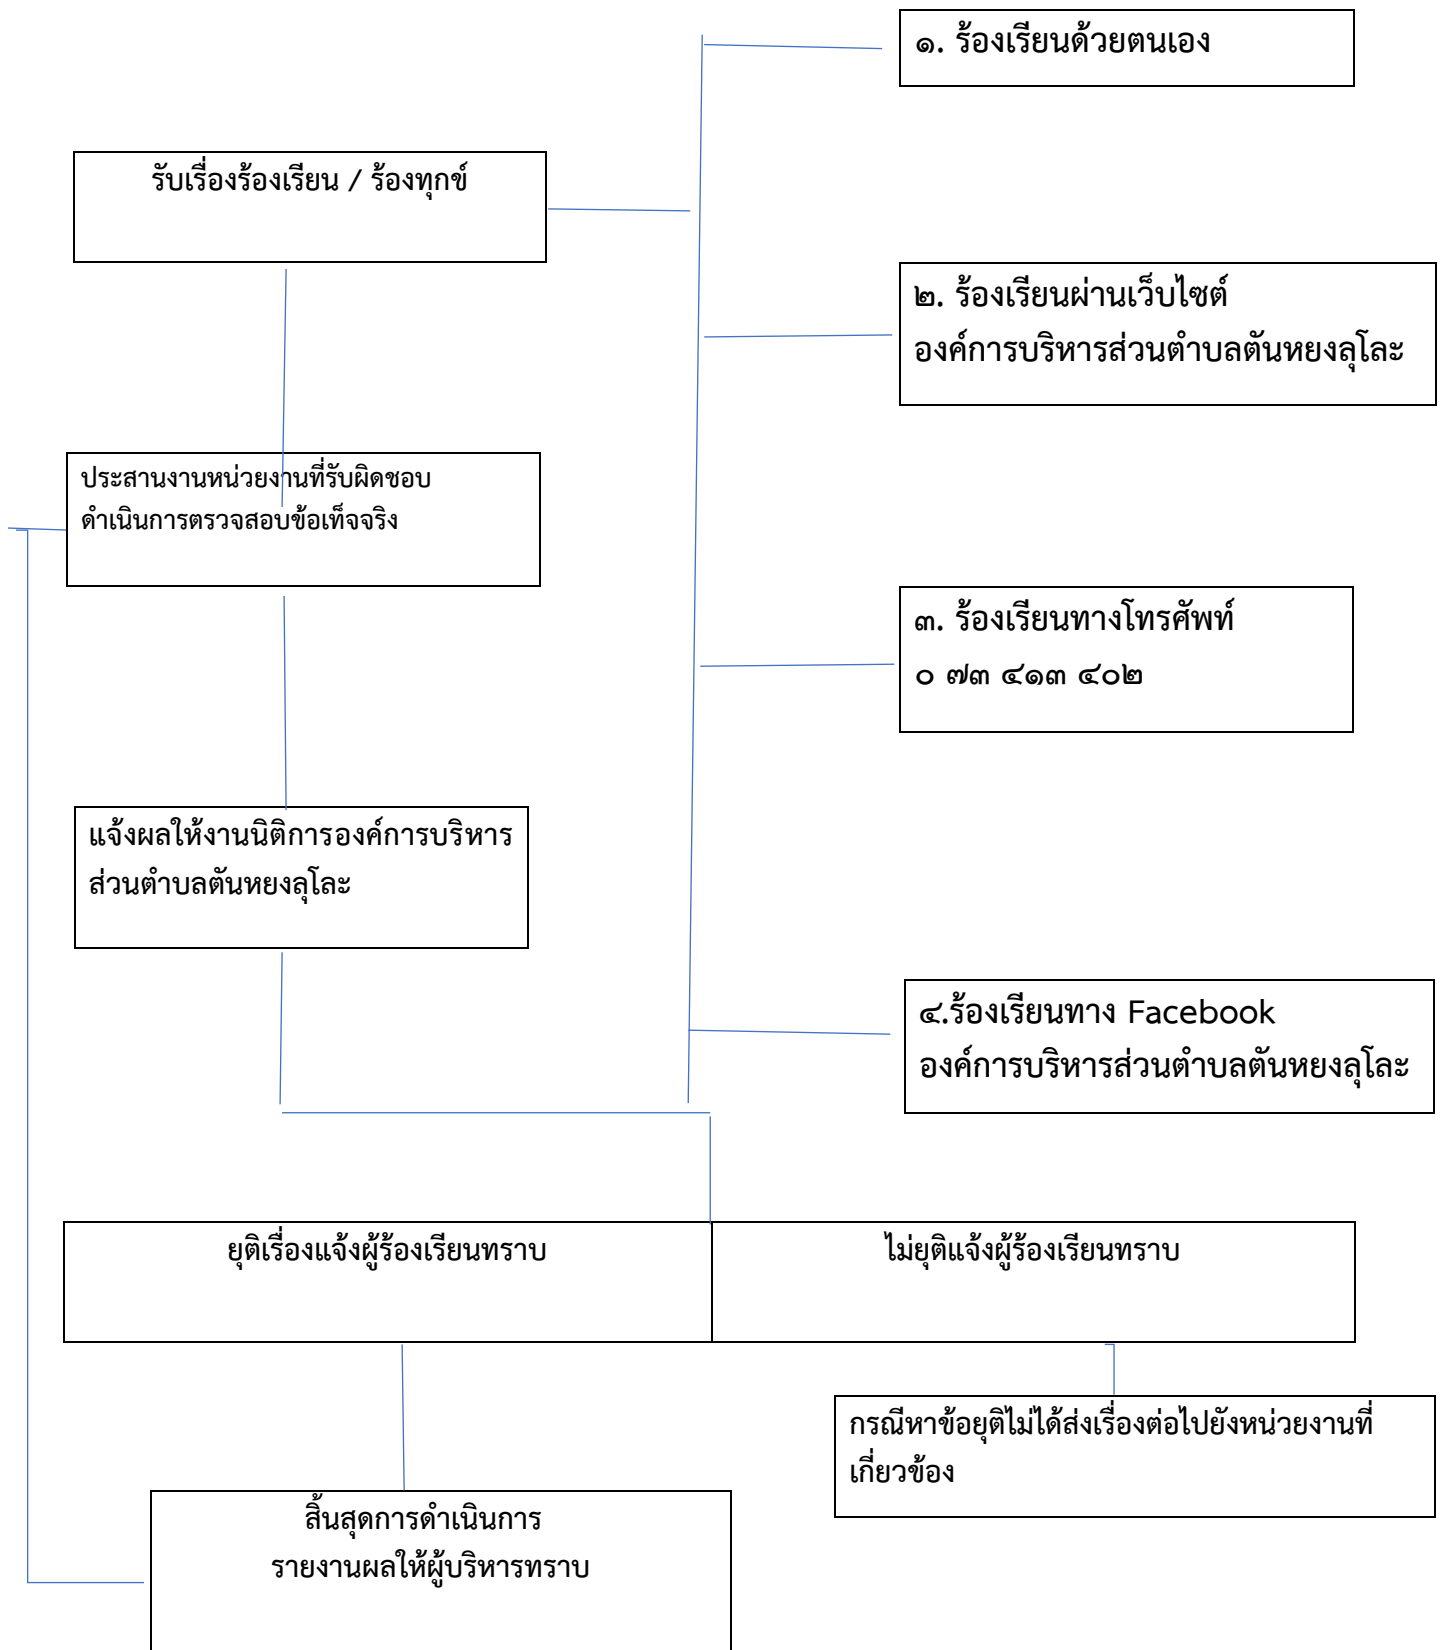 ๑. ร้องเรียนด้วยตนเอง
รับเรื่องร้องเรียน / ร้องทุกข์
๒. ร้องเรียนผ่านเว็บไซต์
องค์การบริหารส่วนตำบลตันหยงลุโละ
ประสานงานหน่วยงานที่รับผิดชอบ
ดำเนินการตรวจสอบข้อเท็จจริง
๓. ร้องเรียนทางโทรศัพท์
๐ ๗๓ ๔๑๓ ๔๐๒
แจ้งผลให้งานนิติการองค์การบริหาร
ส่วนตำบลตันหยงลุโละ
๔.ร้องเรียนทาง Facebook
องค์การบริหารส่วนตำบลตันหยงลุโละ
ยุติเรื่องแจ้งผู้ร้องเรียนทราบ
ไม่ยุติแจ้งผู้ร้องเรียนทราบ
กรณีหาข้อยุติไม่ได้ส่งเรื่องต่อไปยังหน่วยงานที่
เกี่ยวข้อง
สิ้นสุดการดำเนินการ
รายงานผลให้ผู้บริหารทราบ